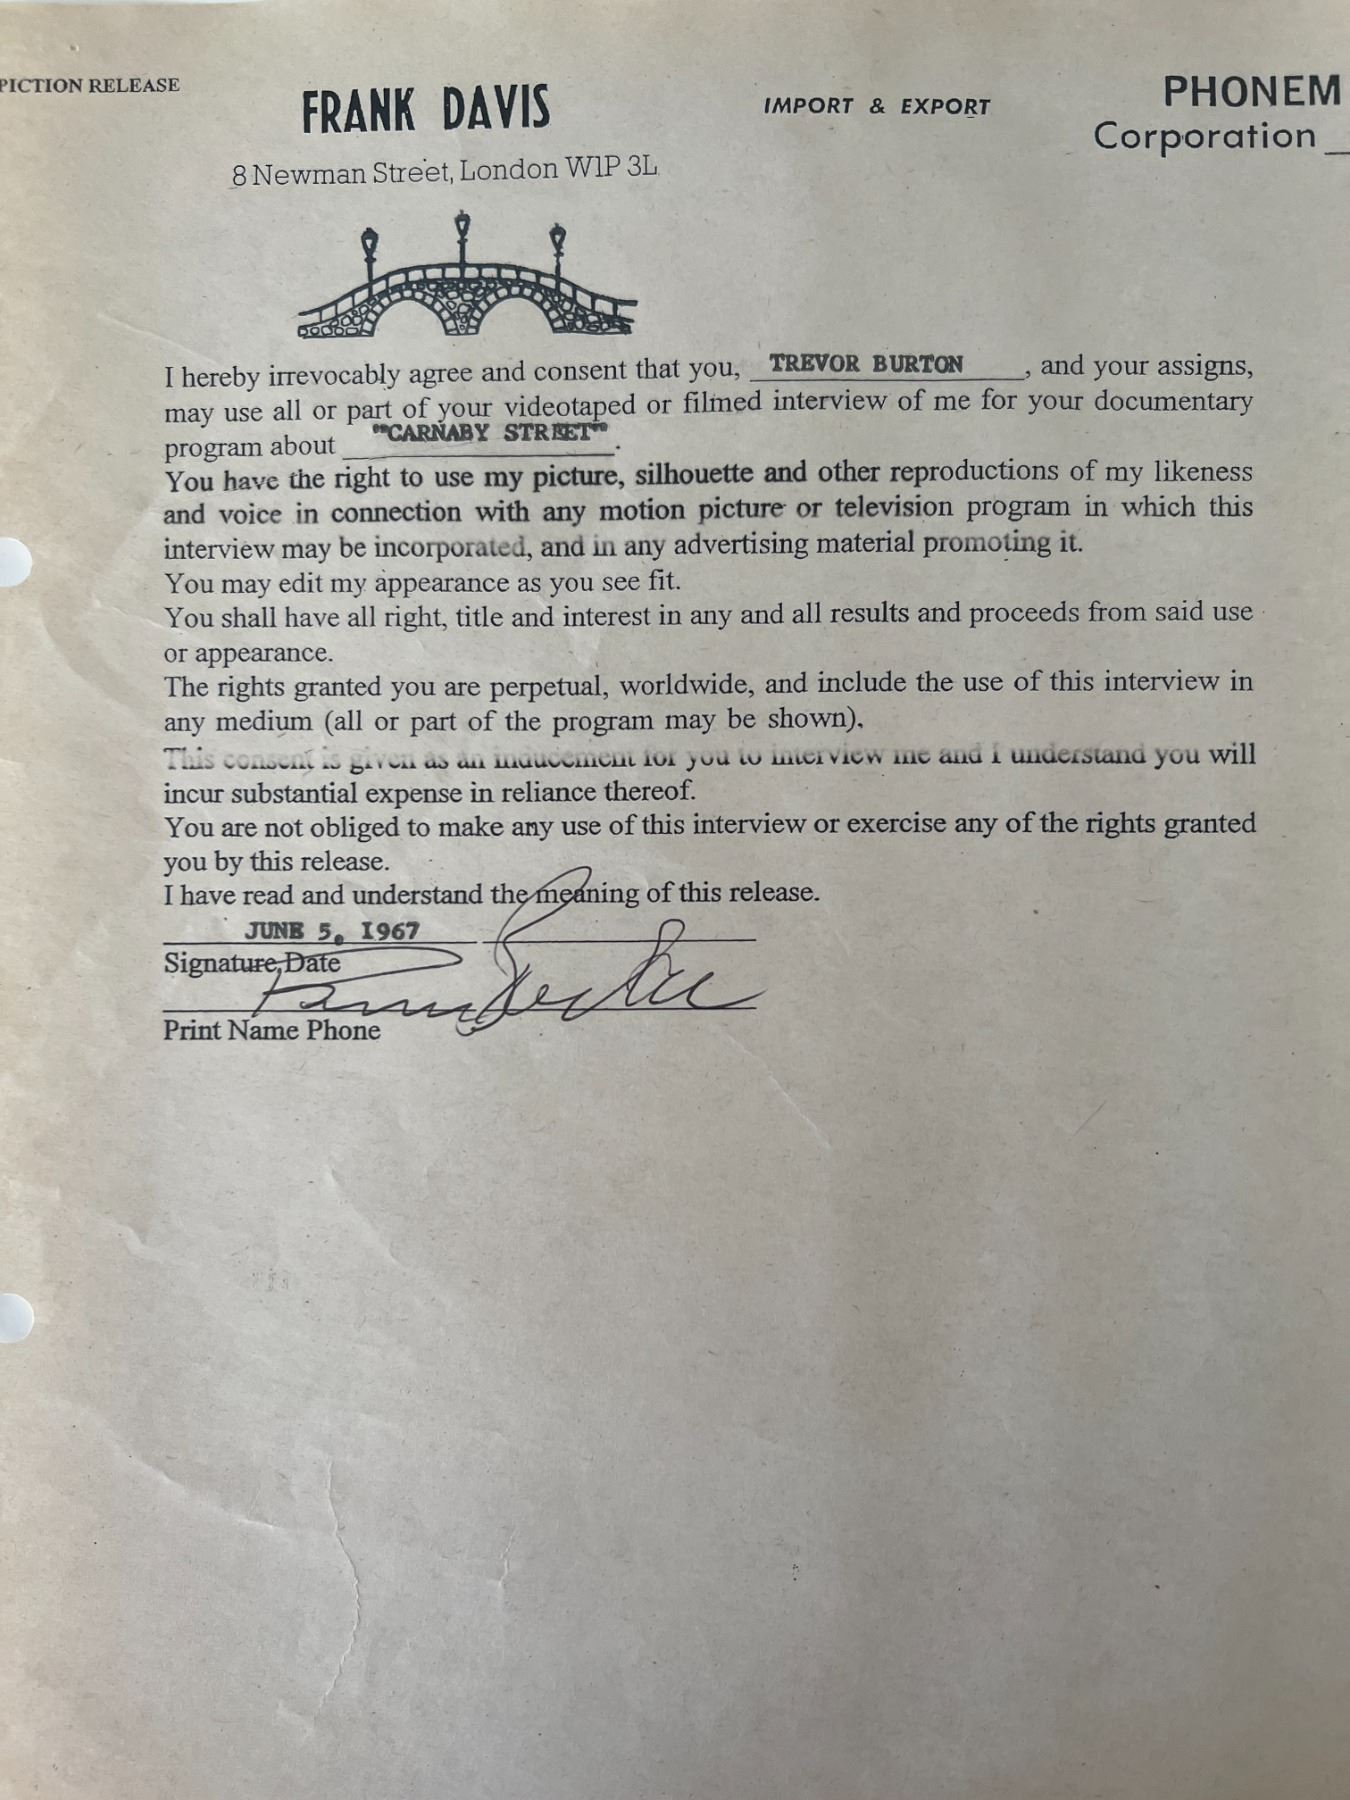 PICTION RELEASE
FRANK DAVIS
IMPORT & EXPORT
PHONEM
Corporation
8 Newman Street, London W1P 3L
I hereby irrevocably agree and consent that you, TREVOR BURTON, and your assigns,
may use all or part of your videotaped or filmed interview of me for your documentary
program about ""CARNABY STREET"".
You have the right to use my picture, silhouette and other reproductions of my likeness
and voice in connection with any motion picture or television program in which this
interview may be incorporated, and in any advertising material promoting it.
You may edit my appearance as you see fit.
You shall have all right, title and interest in any and all results and proceeds from said use
or appearance.
The rights granted you are perpetual, worldwide, and include the use of this interview in
any medium (all or part of the program may be shown).
This consent is given as an inducement for you to interview me and I understand you will
incur substantial expense in reliance thereof.
You are not obliged to make any use of this interview or exercise any of the rights granted
you by this release.
I have read and understand the meaning of this release.
JUNE 5, 1967
Signature,Date
Print Name Phone